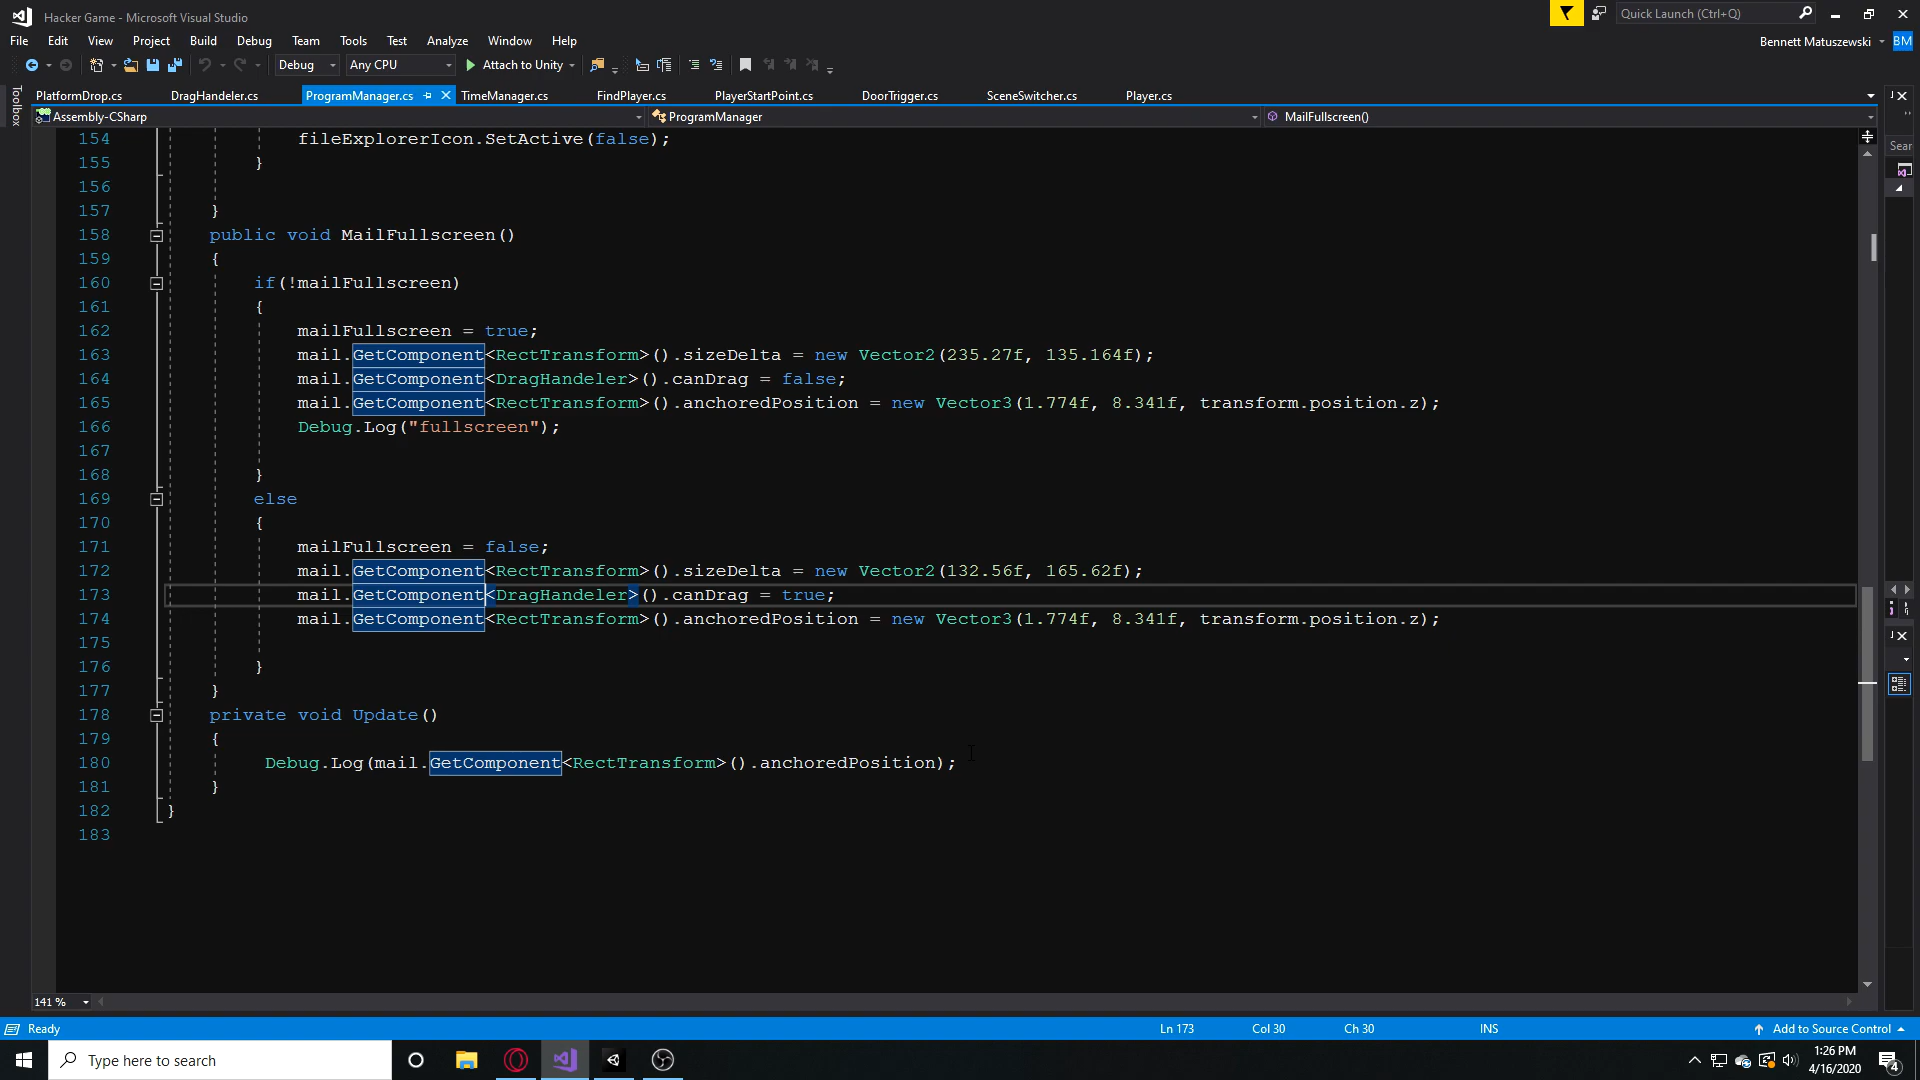 Hacker Game - Microsoft Visual Studio
Quick Launch (Ctrl+Q)
File Edit View Project Build Debug Team Tools Test Analyze Window Help
Bennett Matuszewski BM
Debug Any CPU Attach to Unity
Toolbox
PlatformDrop.cs DragHandeler.cs ProgramManager.cs TimeManager.cs FindPlayer.cs PlayerStartPoint.cs DoorTrigger.cs SceneSwitcher.cs Player.cs
Assembly-CSharp ProgramManager MailFullscreen()
Sear
154 fileExplorerIcon.SetActive(false);
155 }
156
157 }
158 public void MailFullscreen()
159 {
160 if(!mailFullscreen)
161 {
162 mailFullscreen = true;
163 mail.GetComponent<RectTransform>().sizeDelta = new Vector2(235.27f, 135.164f);
164 mail.GetComponent<DragHandeler>().canDrag = false;
165 mail.GetComponent<RectTransform>().anchoredPosition = new Vector3(1.774f, 8.341f, transform.position.z);
166 Debug.Log("fullscreen");
167
168 }
169 else
170 {
171 mailFullscreen = false;
172 mail.GetComponent<RectTransform>().sizeDelta = new Vector2(132.56f, 165.62f);
173 mail.GetComponent<DragHandeler>().canDrag = true;
174 mail.GetComponent<RectTransform>().anchoredPosition = new Vector3(1.774f, 8.341f, transform.position.z);
175
176 }
177 }
178 private void Update()
179 {
180 Debug.Log(mail.GetComponent<RectTransform>().anchoredPosition);
181 }
182 }
183
141 %
Ready Ln 173 Col 30 Ch 30 INS Add to Source Control
Type here to search
1:26 PM
4/16/2020
4